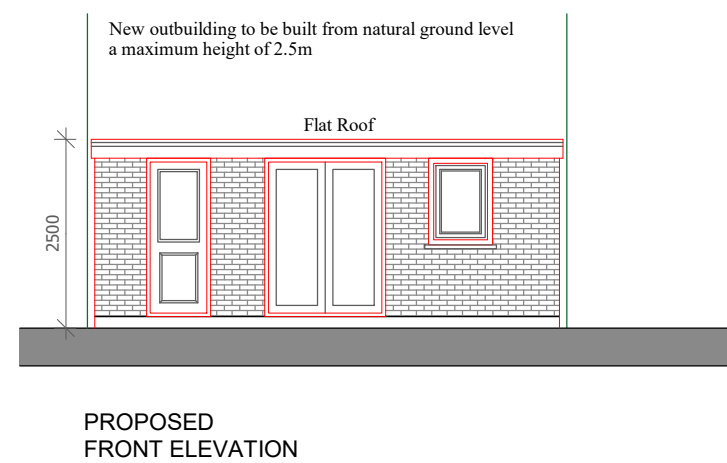 New outbuilding to be built from natural ground level
a maximum height of 2.5m
Flat Roof
2500
PROPOSED
FRONT ELEVATION